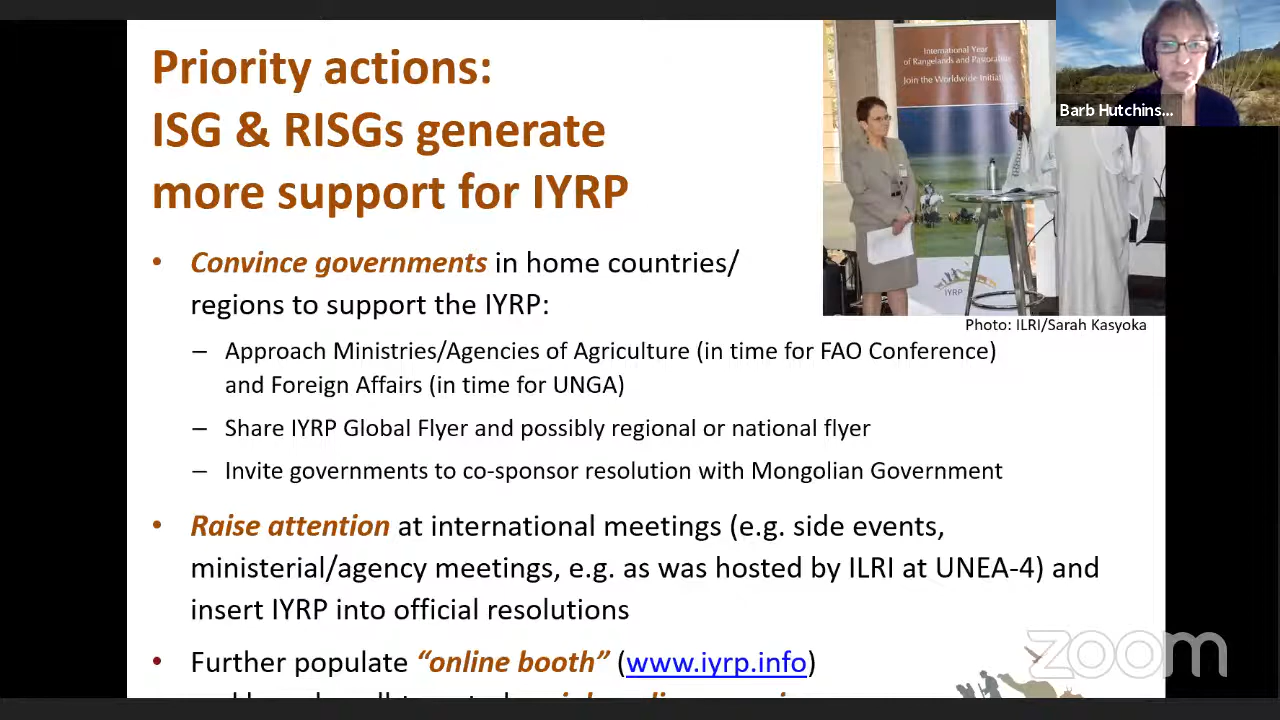 Priority actions:
ISG & RISGs generate
more support for IYRP
International Year
of Rangelands and Pastoralists
Join the Worldwide Initiative
IYRP
Barb Hutchins...
Photo: ILRI/Sarah Kasyoka
• Convince governments in home countries/
regions to support the IYRP:
– Approach Ministries/Agencies of Agriculture (in time for FAO Conference)
and Foreign Affairs (in time for UNGA)
– Share IYRP Global Flyer and possibly regional or national flyer
– Invite governments to co-sponsor resolution with Mongolian Government
• Raise attention at international meetings (e.g. side events,
ministerial/agency meetings, e.g. as was hosted by ILRI at UNEA-4) and
insert IYRP into official resolutions
• Further populate “online booth” (www.iyrp.info)
zoom